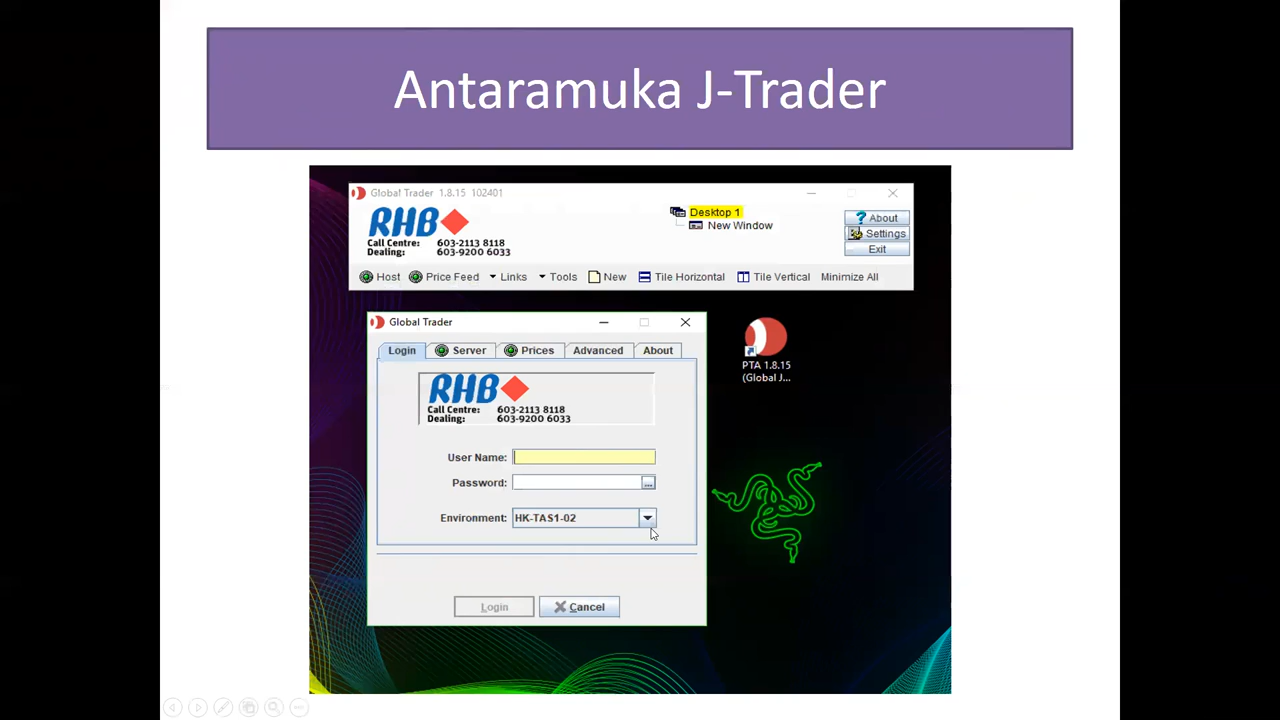 Antaramuka J-Trader
Global Trader 1.8.15 102401
RHB
Call Centre: 603-2113 8118
Dealing: 603-9200 6033
Desktop 1
New Window
About
Settings
Exit
Host Price Feed Links Tools New Tile Horizontal Tile Vertical Minimize All
Global Trader
Login Server Prices Advanced About
RHB
Call Centre: 603-2113 8118
Dealing: 603-9200 6033
User Name:
Password: ...
Environment: HK-TAS1-02
Login Cancel
PTA 1.8.15
(Global J...